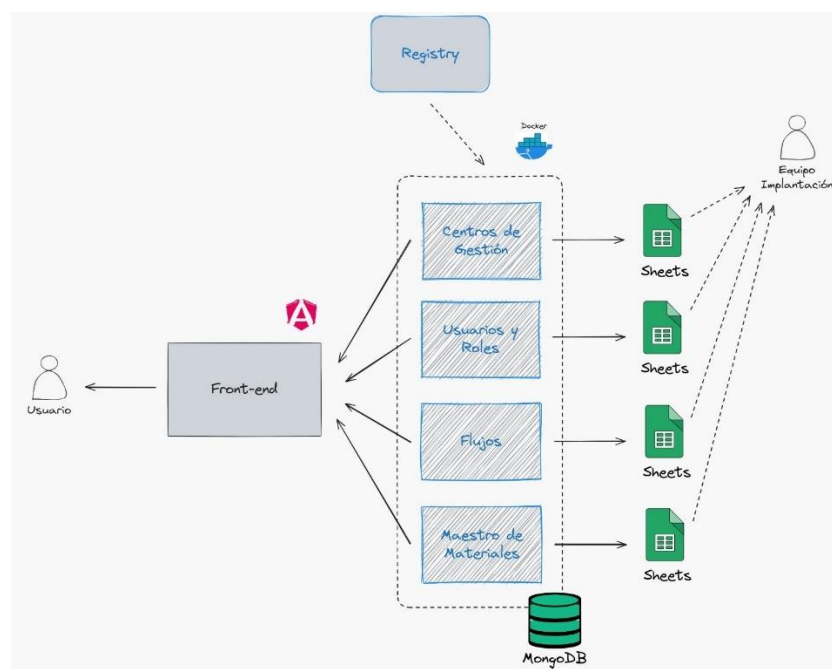 Registry
Docker
Equipo
Implantación
Centros de
Gestión
Sheets
Usuarios y
Roles
Sheets
Front-end
Usuario
Flujos
Sheets
Maestro de
Materiales
Sheets
MongoDB